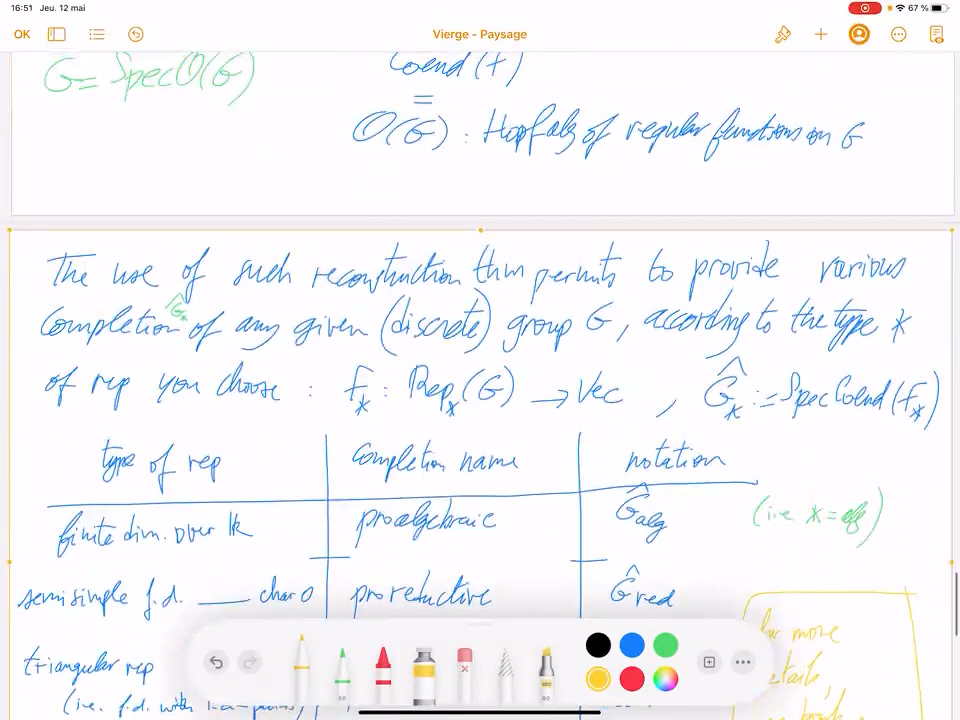 16:51 Jeu. 12 mai 67 %
OK Vierge - Paysage
G = Spec O(G)
Coend(f)
=
O(G) : Hopf alg of regular functions on G
The use of such reconstruction thm permits to provide various
completion Ĝ* of any given (discrete) group G, according to the type *
of rep you choose : F* : Rep*(G) → Vec , Ĝ* := Spec Coend(F*)
type of rep completion name notation
finite dim. over k proalgebraic Ĝalg (i.e. * = alg)
semisimple f.d. ___ char 0 proreductive Ĝred
for more
triangular rep details,
(i.e. f.d. with